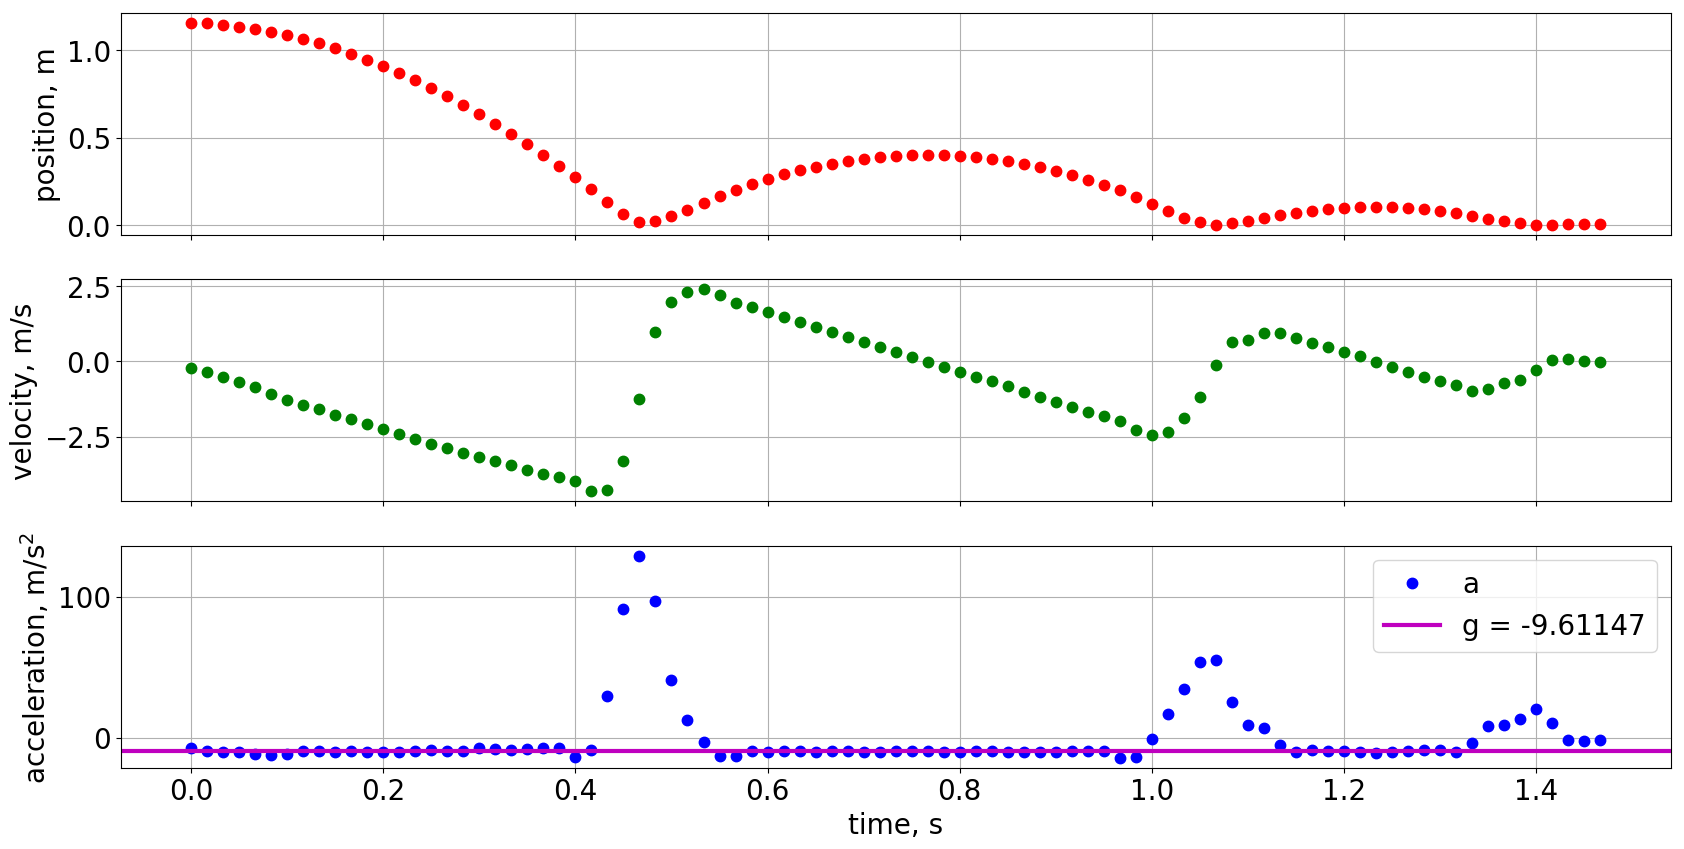 position, m
1.0
0.5
0.0
velocity, m/s
2.5
0.0
−2.5
acceleration, m/s²
100
0
a
g = -9.61147
0.0 0.2 0.4 0.6 0.8 1.0 1.2 1.4
time, s